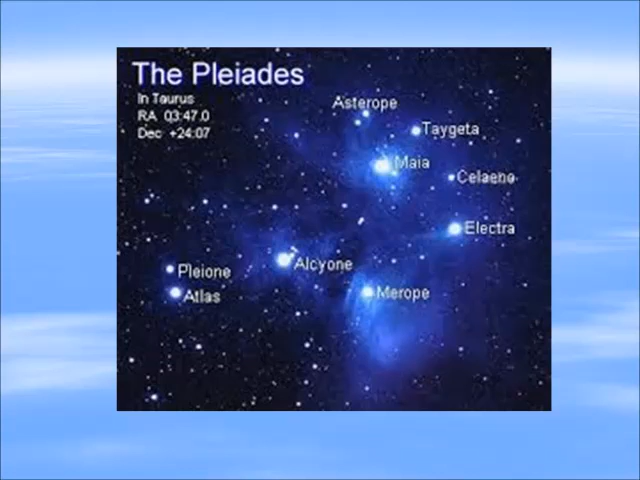 The Pleiades
In Taurus
RA 03:47.0
Dec +24:07
Asterope
Taygeta
Maia
Celaeno
Electra
Alcyone
Pleione
Atlas
Merope